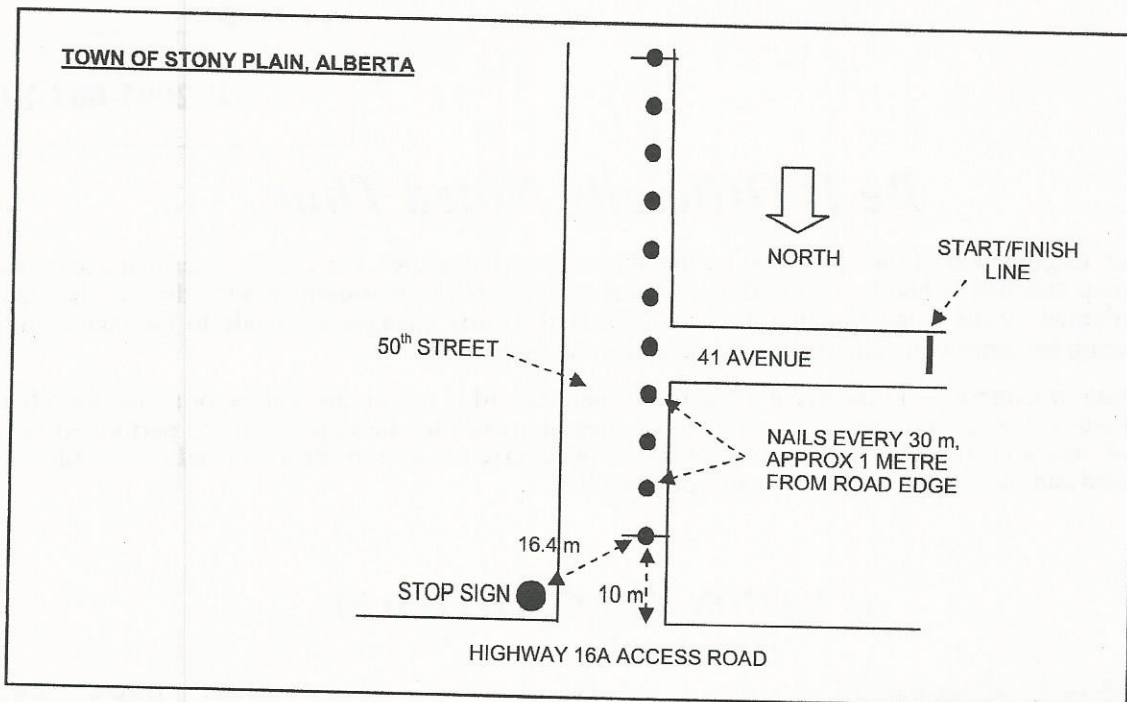 TOWN OF STONY PLAIN, ALBERTA
NORTH
START/FINISH
LINE
50th STREET
41 AVENUE
NAILS EVERY 30 m,
APPROX 1 METRE
FROM ROAD EDGE
16.4 m
STOP SIGN
10 m
HIGHWAY 16A ACCESS ROAD